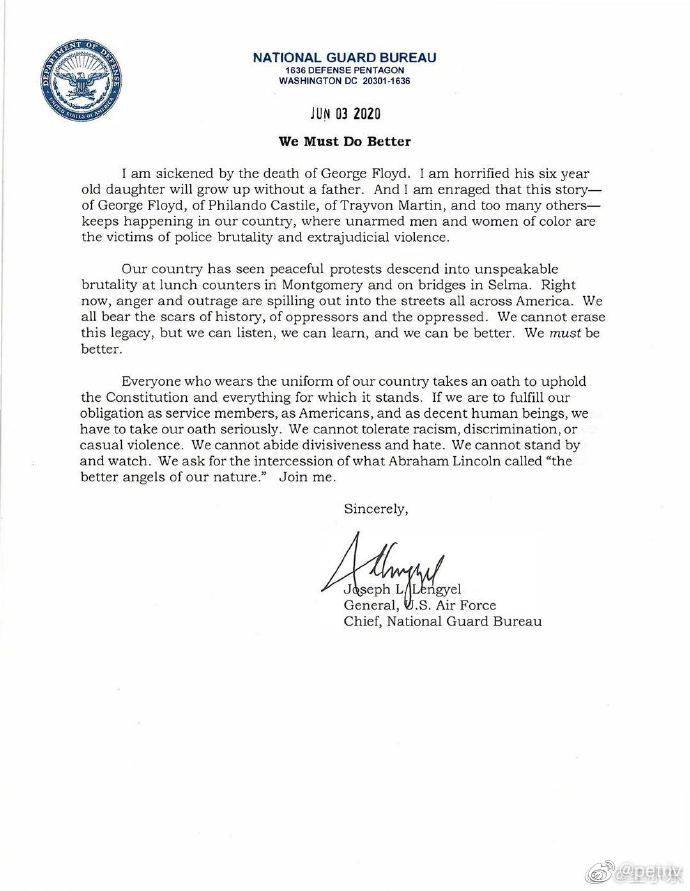 DEPARTMENT OF DEFENSE
UNITED STATES OF AMERICA
NATIONAL GUARD BUREAU
1636 DEFENSE PENTAGON
WASHINGTON DC 20301-1636
JUN 03 2020
We Must Do Better
I am sickened by the death of George Floyd. I am horrified his six year
old daughter will grow up without a father. And I am enraged that this story—
of George Floyd, of Philando Castile, of Trayvon Martin, and too many others—
keeps happening in our country, where unarmed men and women of color are
the victims of police brutality and extrajudicial violence.
Our country has seen peaceful protests descend into unspeakable
brutality at lunch counters in Montgomery and on bridges in Selma. Right
now, anger and outrage are spilling out into the streets all across America. We
all bear the scars of history, of oppressors and the oppressed. We cannot erase
this legacy, but we can listen, we can learn, and we can be better. We must be
better.
Everyone who wears the uniform of our country takes an oath to uphold
the Constitution and everything for which it stands. If we are to fulfill our
obligation as service members, as Americans, and as decent human beings, we
have to take our oath seriously. We cannot tolerate racism, discrimination, or
casual violence. We cannot abide divisiveness and hate. We cannot stand by
and watch. We ask for the intercession of what Abraham Lincoln called “the
better angels of our nature.” Join me.
Sincerely,
Joseph L. Lengyel
General, U.S. Air Force
Chief, National Guard Bureau